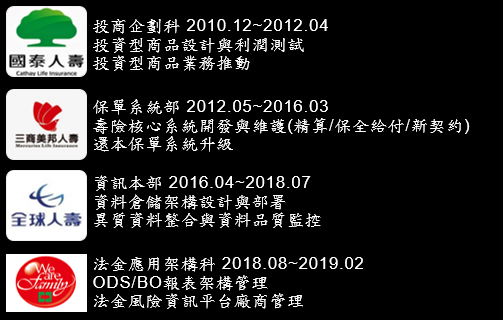 國泰人壽
Cathay Life Insurance
投商企劃科 2010.12~2012.04
投資型商品設計與利潤測試
投資型商品業務推動
三商美邦人壽
Mercuries Life Insurance
保單系統部 2012.05~2016.03
壽險核心系統開發與維護(精算/保全給付/新契約)
還本保單系統升級
全球人壽
資訊本部 2016.04~2018.07
資料倉儲架構設計與部署
異質資料整合與資料品質監控
We are Family
法金應用架構科 2018.08~2019.02
ODS/BO報表架構管理
法金風險資訊平台廠商管理